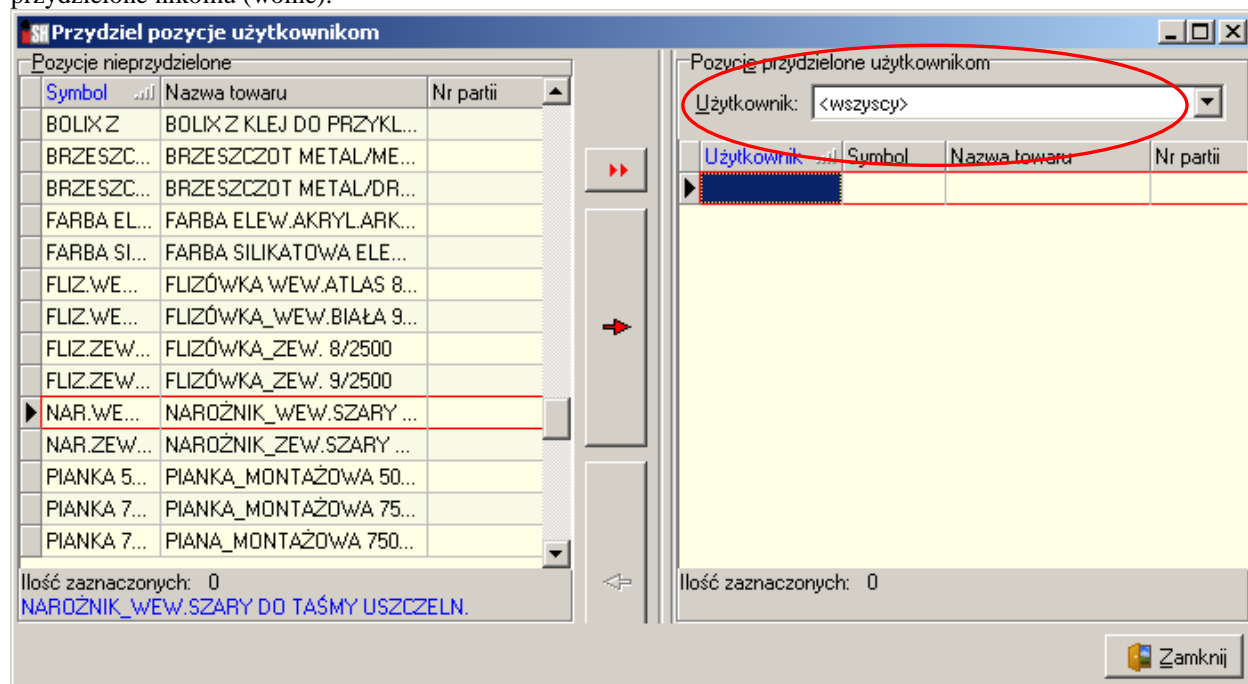 przydzielone nikomu (wolne).
Przydziel pozycje użytkownikom
Pozycje nieprzydzielone
Symbol Nazwa towaru Nr partii
BOLIX Z BOLIX Z KLEJ DO PRZYKL...
BRZESZC... BRZESZCZOT METAL/ME...
BRZESZC... BRZESZCZOT METAL/DR...
FARBA EL... FARBA ELEW.AKRYL.ARK...
FARBA SI... FARBA SILIKATOWA ELE...
FLIZ.WE... FLIZÓWKA WEW.ATLAS 8...
FLIZ.WE... FLIZÓWKA_WEW.BIAŁA 9...
FLIZ.ZEW... FLIZÓWKA_ZEW. 8/2500
FLIZ.ZEW... FLIZÓWKA_ZEW. 9/2500
NAR.WE... NAROŻNIK_WEW.SZARY ...
NAR.ZEW... NAROŻNIK_ZEW.SZARY ...
PIANKA 5... PIANKA_MONTAŻOWA 50...
PIANKA 7... PIANKA_MONTAŻOWA 75...
PIANKA 7... PIANA_MONTAŻOWA 750...
Ilość zaznaczonych: 0
NAROŻNIK_WEW.SZARY DO TAŚMY USZCZELN.
Pozycje przydzielone użytkownikom
Użytkownik: <wszyscy>
Użytkownik Symbol Nazwa towaru Nr partii
Ilość zaznaczonych: 0
Zamknij